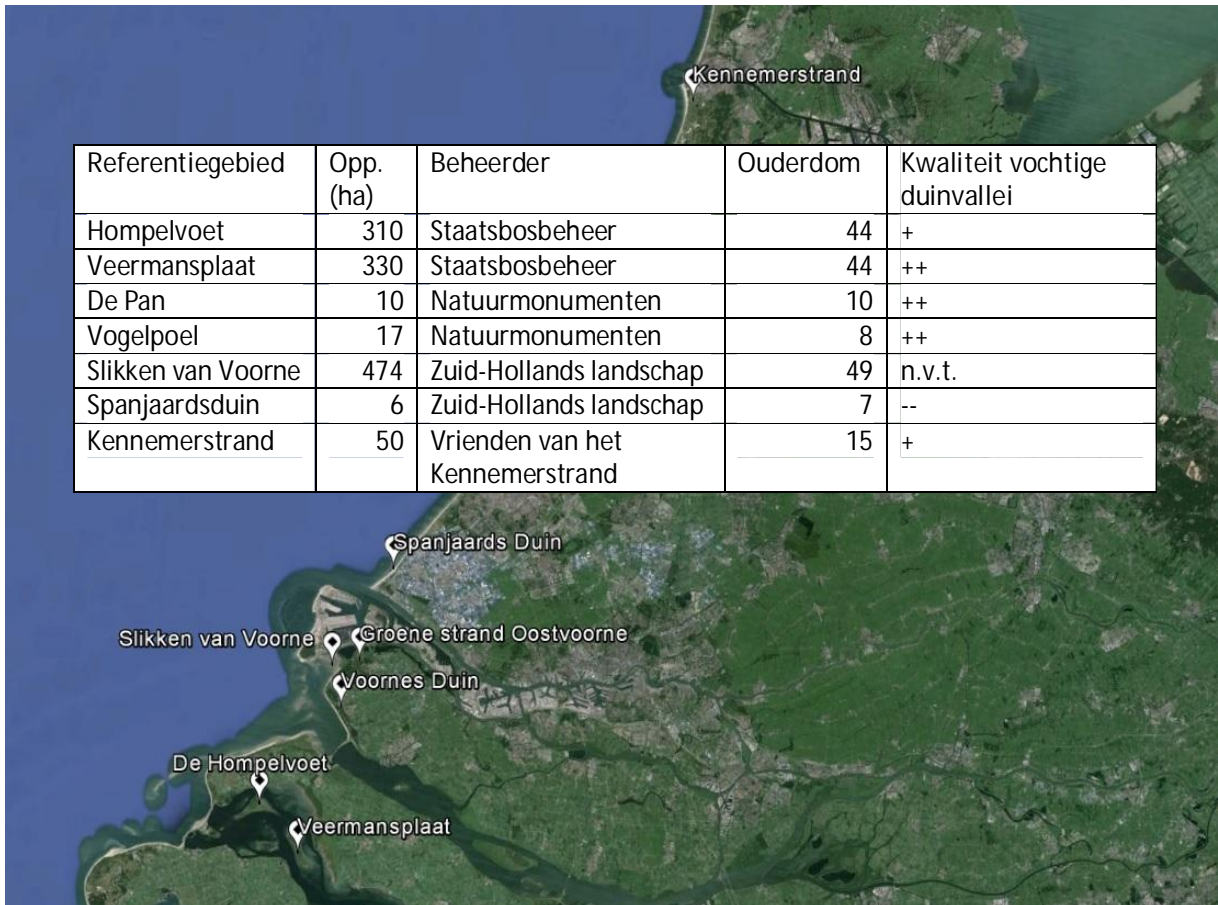 Kennemerstrand
Referentiegebied Opp. (ha) Beheerder Ouderdom Kwaliteit vochtige duinvallei
Hompelvoet 310 Staatsbosbeheer 44 +
Veermansplaat 330 Staatsbosbeheer 44 ++
De Pan 10 Natuurmonumenten 10 ++
Vogelpoel 17 Natuurmonumenten 8 ++
Slikken van Voorne 474 Zuid-Hollands landschap 49 n.v.t.
Spanjaardsduin 6 Zuid-Hollands landschap 7 --
Kennemerstrand 50 Vrienden van het Kennemerstrand 15 +
Spanjaards Duin
Slikken van Voorne
Groene strand Oostvoorne
Voornes Duin
De Hompelvoet
Veermansplaat